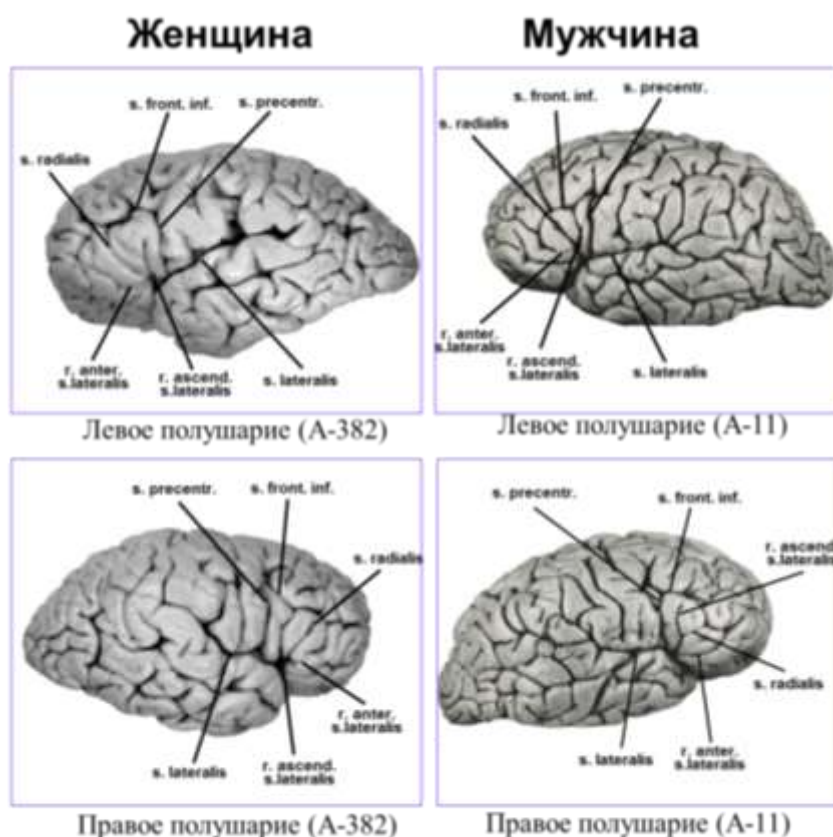 Женщина
Мужчина
s. front. inf.
s. precentr.
s. radialis
r. anter.
s.lateralis
r. ascend.
s.lateralis
s. lateralis
Левое полушарие (А-382)
s. precentr.
s. front. inf.
s. radialis
r. anter.
s.lateralis
r. ascend.
s.lateralis
s. lateralis
Левое полушарие (А-11)
s. precentr.
s. front. inf.
s. radialis
r. anter.
s.lateralis
r. ascend.
s.lateralis
s. lateralis
Правое полушарие (А-382)
s. precentr.
s. front. inf.
r. ascend.
s.lateralis
s. radialis
r. anter.
s.lateralis
s. lateralis
Правое полушарие (А-11)